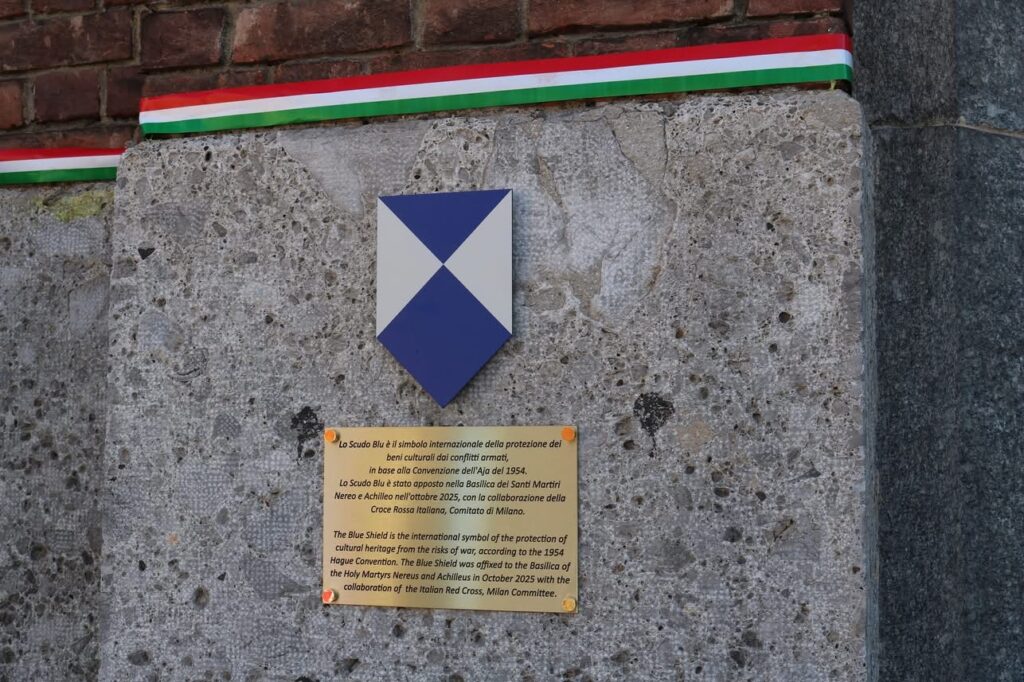 Lo Scudo Blu è il simbolo internazionale della protezione dei
beni culturali dai conflitti armati,
in base alla Convenzione dell'Aja del 1954.
Lo Scudo Blu è stato apposto nella Basilica dei Santi Martiri
Nereo e Achilleo nell'ottobre 2025, con la collaborazione della
Croce Rossa Italiana, Comitato di Milano.
The Blue Shield is the international symbol of the protection of
cultural heritage from the risks of war, according to the 1954
Hague Convention. The Blue Shield was affixed to the Basilica of
the Holy Martyrs Nereus and Achilleus in October 2025 with the
collaboration of the Italian Red Cross, Milan Committee.